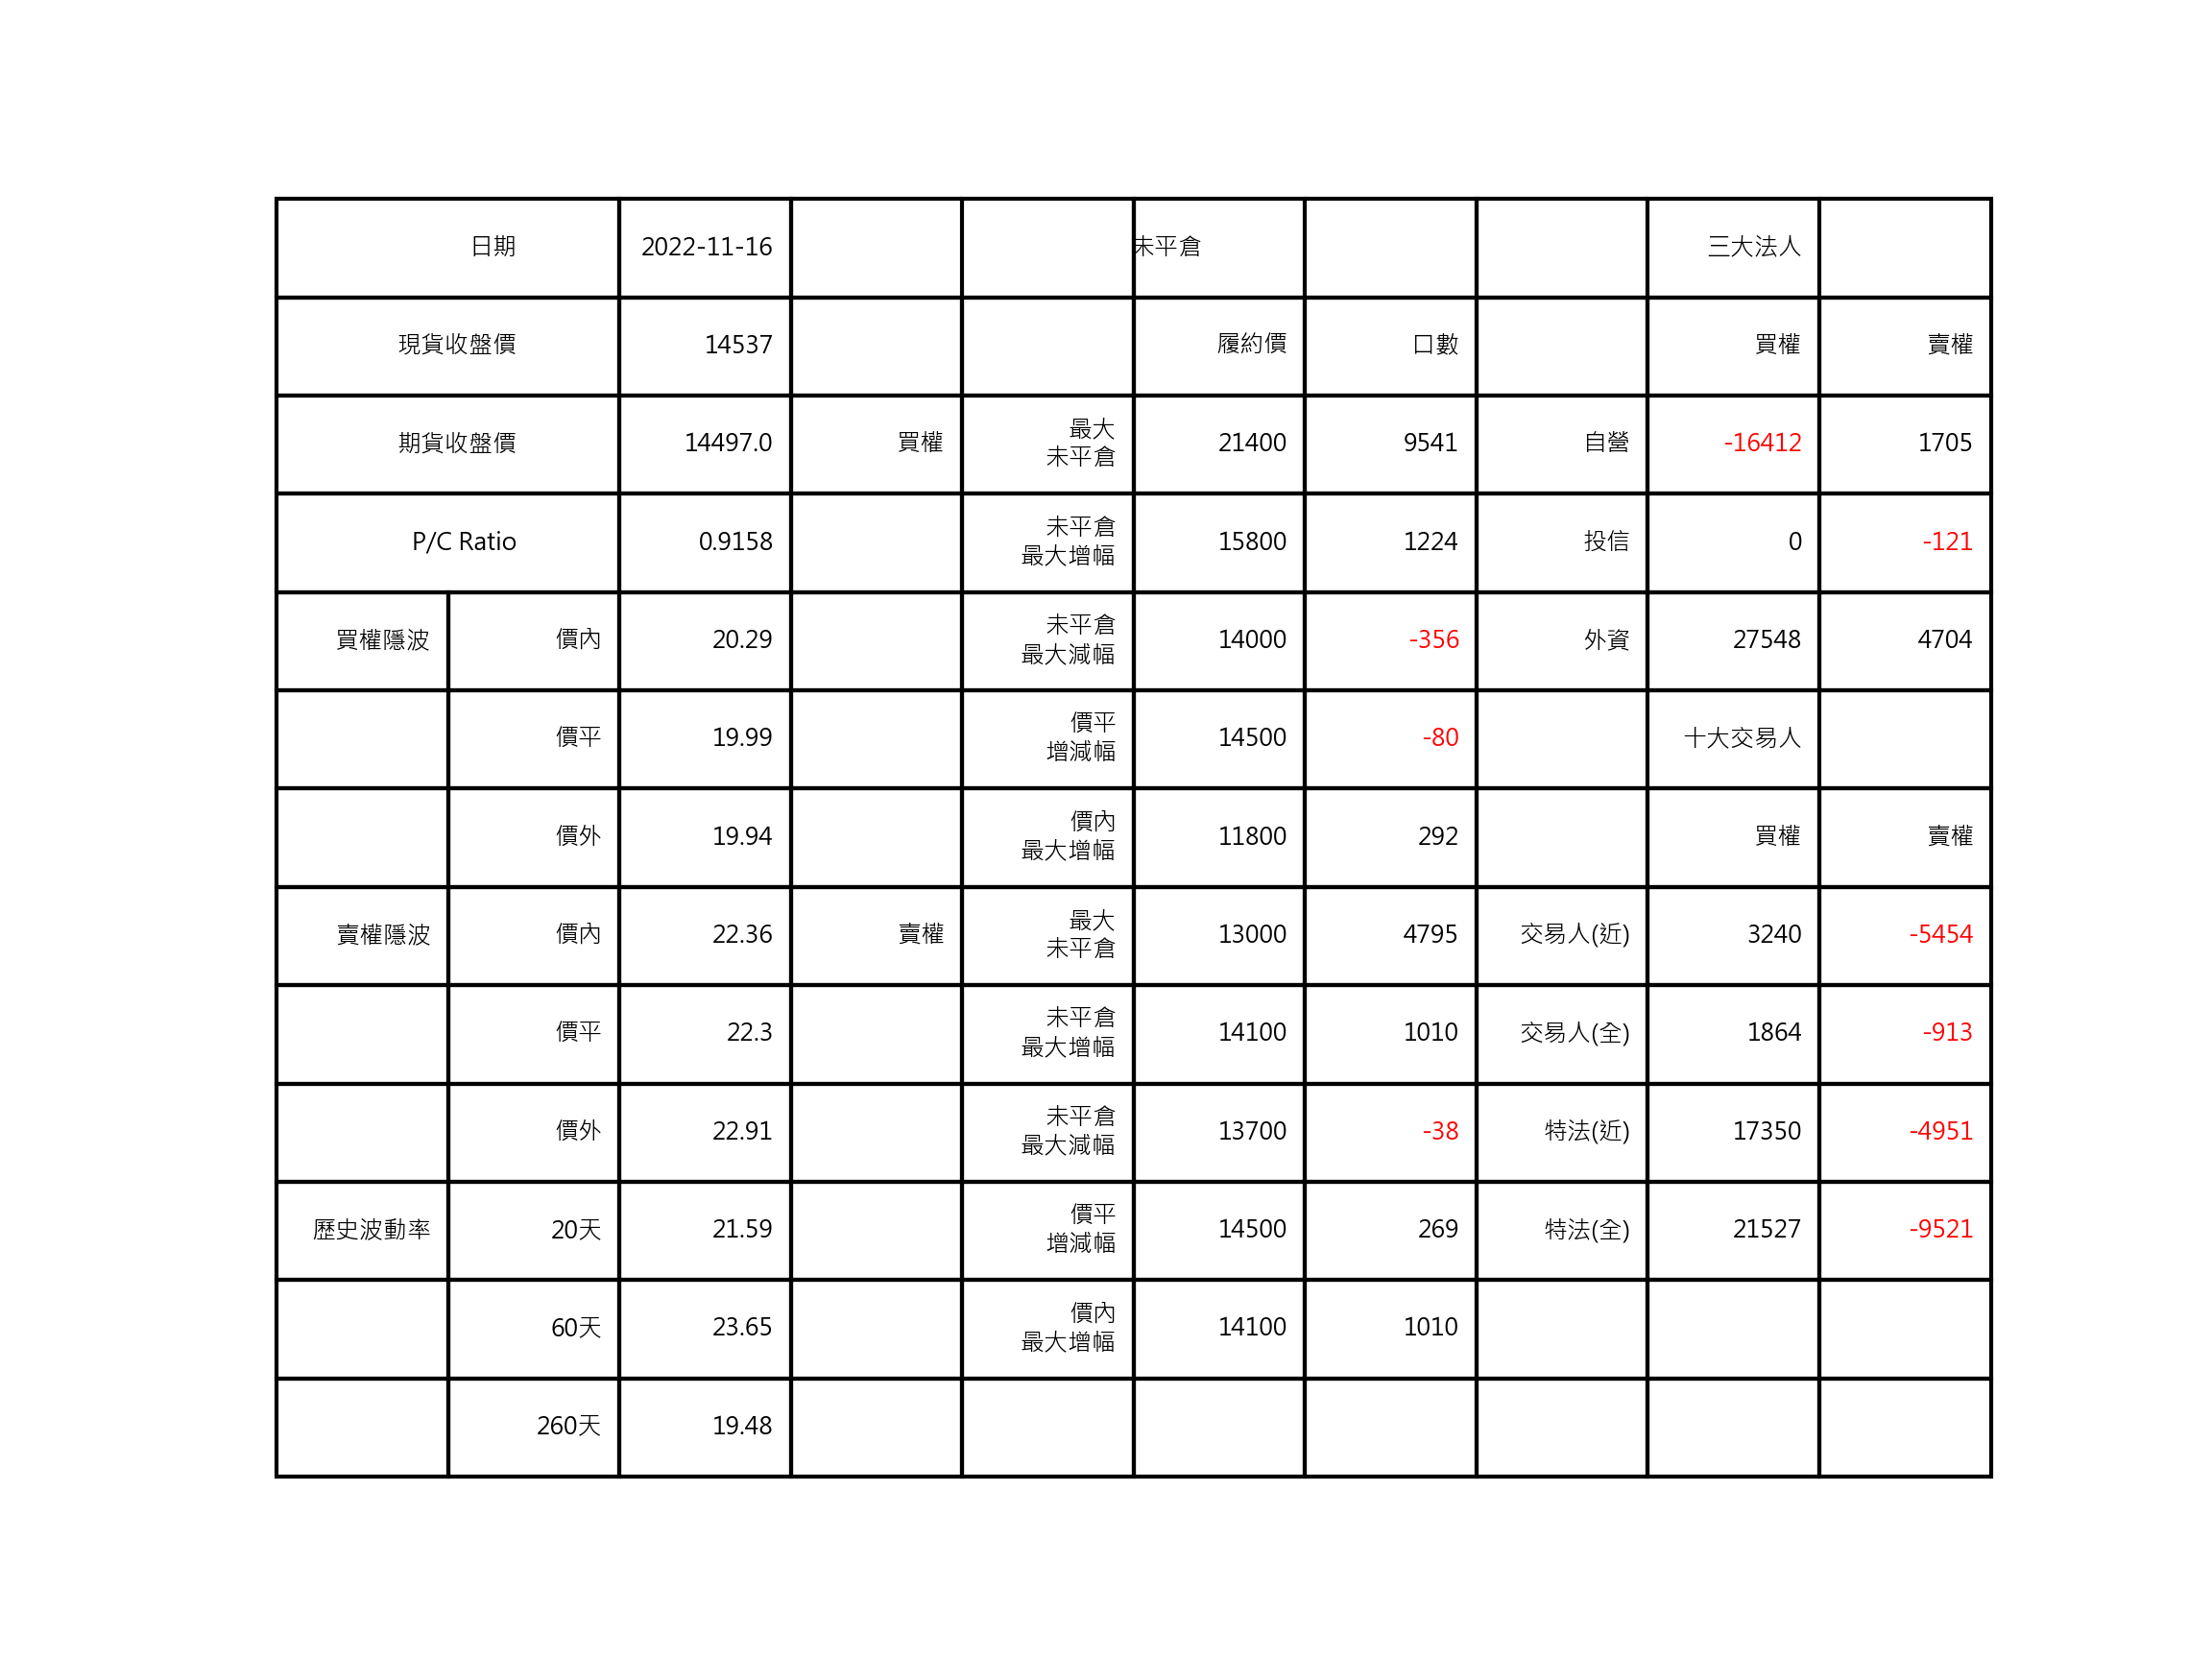 日期 2022-11-16 未平倉 三大法人
現貨收盤價 14537 履約價 口數 買權 賣權
期貨收盤價 14497.0 買權 最大 未平倉 21400 9541 自營 -16412 1705
P/C Ratio 0.9158 未平倉 最大增幅 15800 1224 投信 0 -121
買權隱波 價內 20.29 未平倉 最大減幅 14000 -356 外資 27548 4704
價平 19.99 價平 增減幅 14500 -80 十大交易人
價外 19.94 價內 最大增幅 11800 292 買權 賣權
賣權隱波 價內 22.36 賣權 最大 未平倉 13000 4795 交易人(近) 3240 -5454
價平 22.3 未平倉 最大增幅 14100 1010 交易人(全) 1864 -913
價外 22.91 未平倉 最大減幅 13700 -38 特法(近) 17350 -4951
歷史波動率 20天 21.59 價平 增減幅 14500 269 特法(全) 21527 -9521
60天 23.65 價內 最大增幅 14100 1010
260天 19.48